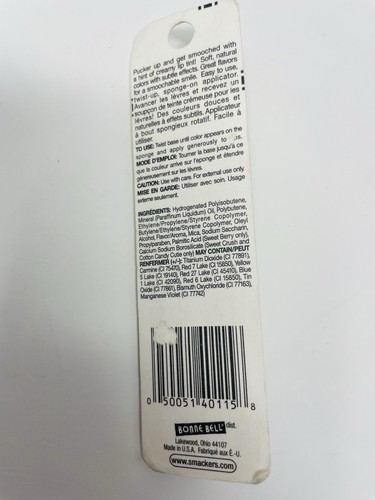 Pucker up and get smooched with
a hint of creamy lip tint! Soft, natural
colors with subtle effects. Great flavors
for a smoochable smile. Easy to use,
twist-up, sponge-on applicator.
Avancer les lèvres et recevez un
soupçon de teinte crémeuse pour les
lèvres! Des couleurs douces et
naturelles à effets subtils. Applicateur
à bout spongieux rotatif. Facile à
utiliser.
TO USE: Twist base until color appears on the
sponge and apply generously to
MODE D'EMPLOI: Tourner la base jusqu'à ce
que la couleur arrive sur l'éponge et étendre
généreusement sur les lèvres.
CAUTION: Use with care. For external use only.
MISE EN GARDE: Utiliser avec soin. Usage
externe seulement.
INGREDIENTS: Hydrogenated Polyisobutene,
Mineral (Paraffinum Liquidum) Oil, Polybutene,
Ethylene/Propylene/Styrene Copolymer,
Butylene/Ethylene/Styrene Copolymer, Oleyl
Alcohol, Flavor/Aroma, Mica, Sodium Saccharin,
Propylparaben, Palmitic Acid (Sweet Berry only),
Calcium Sodium Borosilicate (Sweet Crush and
Cotton Candy Cutie only) MAY CONTAIN/PEUT
RENFERMER (+/-): Titanium Dioxide (CI 77891),
Carmine (CI 75470), Red 7 Lake (CI 15850), Yellow
5 Lake (CI 19140), Red 27 Lake (CI 45410), Blue
1 Lake (CI 42090), Red 6 Lake (CI 15850), Tin
Oxide (CI 77861), Bismuth Oxychloride (CI 77163),
Manganese Violet (CI 77742)
0 50051 40115 8
BONNE BELL® dist.
Lakewood, Ohio 44107
Made in U.S.A. Fabriqué aux É.-U.
www.smackers.com